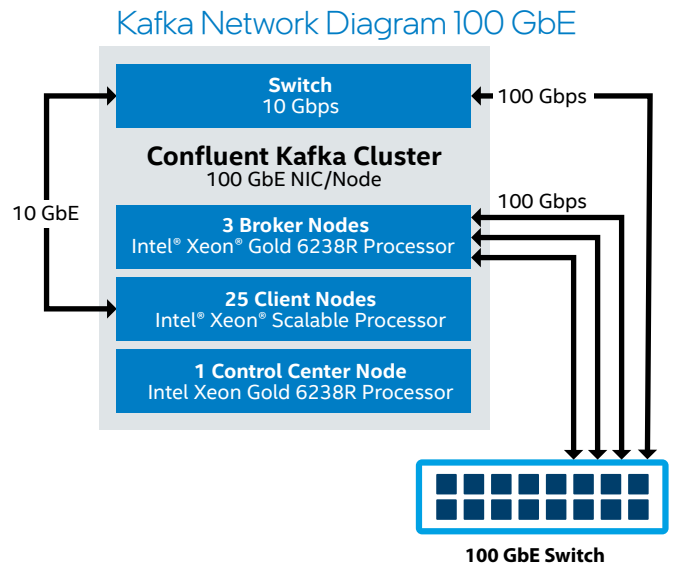 Kafka Network Diagram 100 GbE
Switch
10 Gbps
100 Gbps
Confluent Kafka Cluster
100 GbE NIC/Node
100 Gbps
10 GbE
3 Broker Nodes
Intel® Xeon® Gold 6238R Processor
25 Client Nodes
Intel® Xeon® Scalable Processor
1 Control Center Node
Intel Xeon Gold 6238R Processor
100 GbE Switch